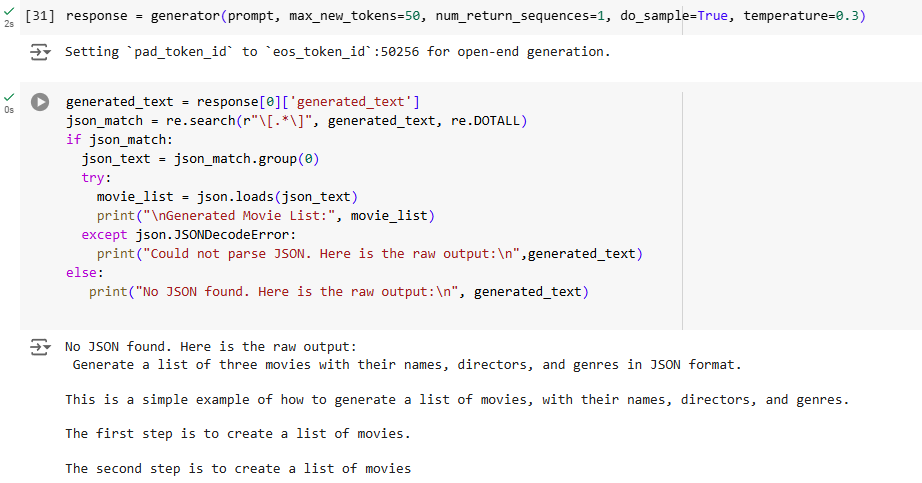 [31] response = generator(prompt, max_new_tokens=50, num_return_sequences=1, do_sample=True, temperature=0.3)
2s
Setting `pad_token_id` to `eos_token_id`:50256 for open-end generation.
0s
generated_text = response[0]['generated_text']
json_match = re.search(r"\[.*\]", generated_text, re.DOTALL)
if json_match:
  json_text = json_match.group(0)
  try:
    movie_list = json.loads(json_text)
    print("\nGenerated Movie List:", movie_list)
  except json.JSONDecodeError:
    print("Could not parse JSON. Here is the raw output:\n",generated_text)
else:
   print("No JSON found. Here is the raw output:\n", generated_text)
No JSON found. Here is the raw output:
 Generate a list of three movies with their names, directors, and genres in JSON format.
This is a simple example of how to generate a list of movies, with their names, directors, and genres.
The first step is to create a list of movies.
The second step is to create a list of movies